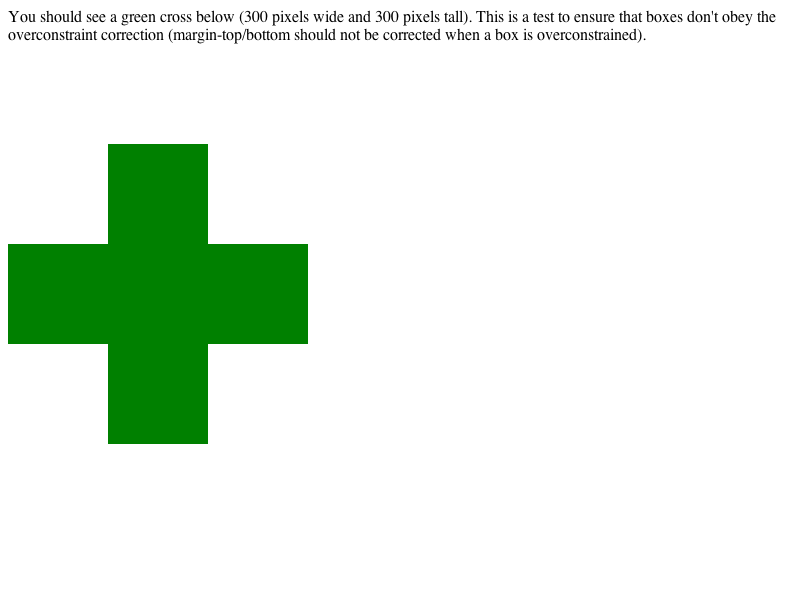 You should see a green cross below (300 pixels wide and 300 pixels tall). This is a test to ensure that boxes don't obey the
overconstraint correction (margin-top/bottom should not be corrected when a box is overconstrained).